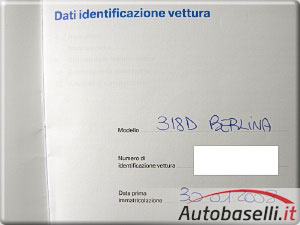 Dati identificazione vettura
Modello 318D BERLINA
Numero di
identificazione vettura
Data prima
immatricolazione
Autobaselli.it